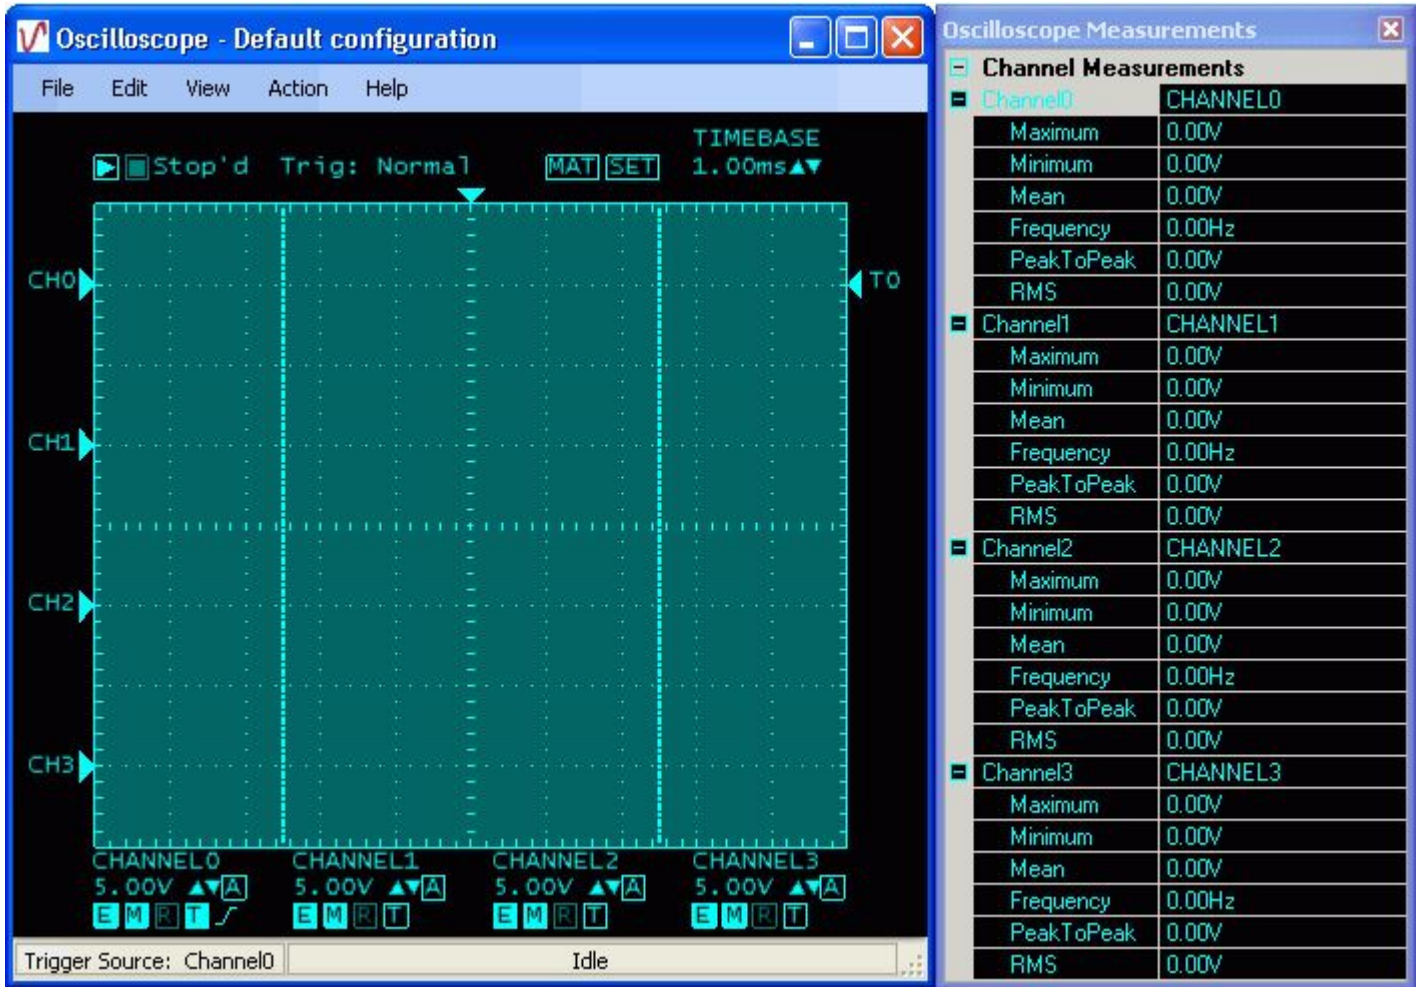 Oscilloscope - Default configuration
File Edit View Action Help
TIMEBASE
Stop'd Trig: Normal MAT SET 1.00ms
CH0
T0
CH1
CH2
CH3
CHANNEL0 CHANNEL1 CHANNEL2 CHANNEL3
5.00V A 5.00V A 5.00V A 5.00V A
E M R T E M R T E M R T E M R T
Trigger Source: Channel0 Idle
Oscilloscope Measurements
Channel Measurements
Channel0 CHANNEL0
Maximum 0.00V
Minimum 0.00V
Mean 0.00V
Frequency 0.00Hz
PeakToPeak 0.00V
RMS 0.00V
Channel1 CHANNEL1
Maximum 0.00V
Minimum 0.00V
Mean 0.00V
Frequency 0.00Hz
PeakToPeak 0.00V
RMS 0.00V
Channel2 CHANNEL2
Maximum 0.00V
Minimum 0.00V
Mean 0.00V
Frequency 0.00Hz
PeakToPeak 0.00V
RMS 0.00V
Channel3 CHANNEL3
Maximum 0.00V
Minimum 0.00V
Mean 0.00V
Frequency 0.00Hz
PeakToPeak 0.00V
RMS 0.00V